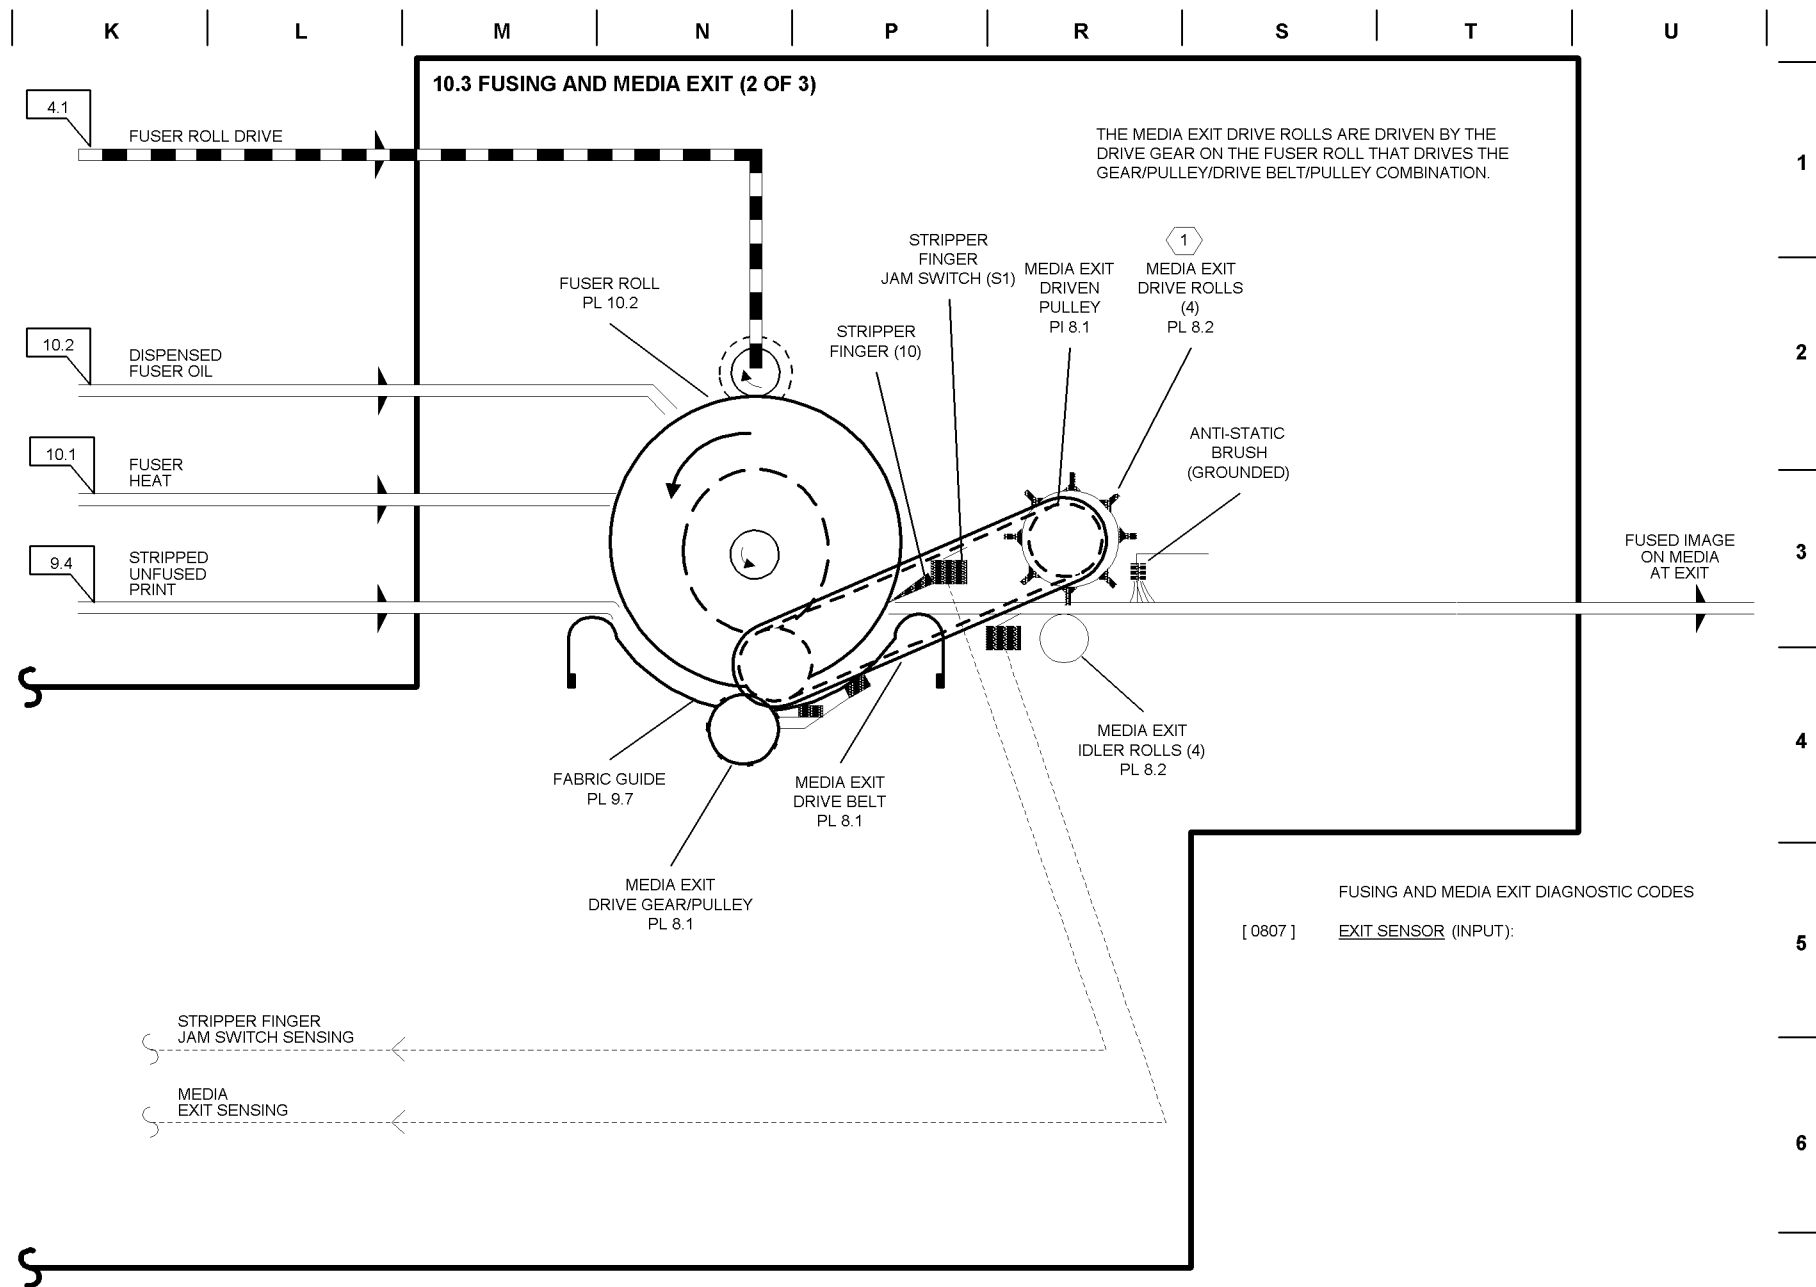 K L M N P R S T U
10.3 FUSING AND MEDIA EXIT (2 OF 3)
4.1
FUSER ROLL DRIVE
THE MEDIA EXIT DRIVE ROLLS ARE DRIVEN BY THE
DRIVE GEAR ON THE FUSER ROLL THAT DRIVES THE
GEAR/PULLEY/DRIVE BELT/PULLEY COMBINATION.
1
STRIPPER
FINGER
JAM SWITCH (S1)
MEDIA EXIT
DRIVEN
PULLEY
Pl 8.1
1
MEDIA EXIT
DRIVE ROLLS
(4)
PL 8.2
FUSER ROLL
PL 10.2
STRIPPER
FINGER (10)
10.2
DISPENSED
FUSER OIL
2
10.1
FUSER
HEAT
ANTI-STATIC
BRUSH
(GROUNDED)
9.4
STRIPPED
UNFUSED
PRINT
FUSED IMAGE
ON MEDIA
AT EXIT
3
MEDIA EXIT
IDLER ROLLS (4)
PL 8.2
4
FABRIC GUIDE
PL 9.7
MEDIA EXIT
DRIVE BELT
PL 8.1
MEDIA EXIT
DRIVE GEAR/PULLEY
PL 8.1
FUSING AND MEDIA EXIT DIAGNOSTIC CODES
[ 0807 ] EXIT SENSOR (INPUT):
5
STRIPPER FINGER
JAM SWITCH SENSING
MEDIA
EXIT SENSING
6